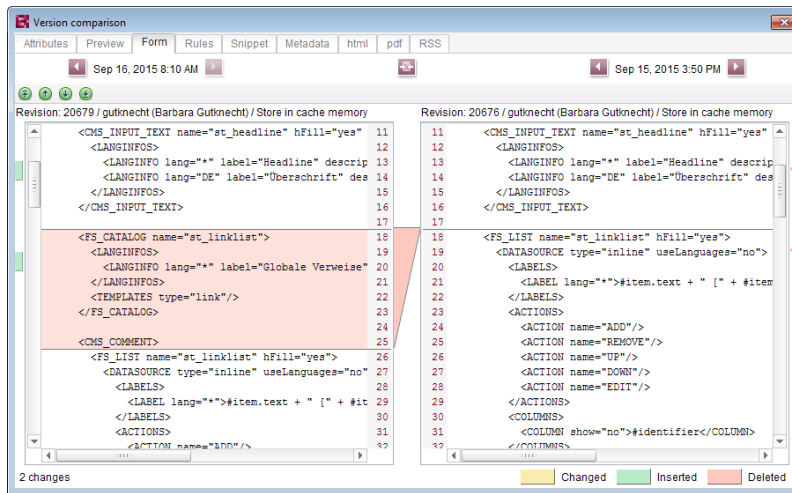 Version comparison
Attributes Preview Form Rules Snippet Metadata html pdf RSS
Sep 16, 2015 8:10 AM Sep 15, 2015 3:50 PM
Revision: 20679 / gutknecht (Barbara Gutknecht) / Store in cache memory
<CMS_INPUT_TEXT name="st_headline" hFill="yes" 11
<LANGINFOS> 12
<LANGINFO lang="*" label="Headline" descrip 13
<LANGINFO lang="DE" label="Überschrift" des 14
</LANGINFOS> 15
</CMS_INPUT_TEXT> 16
17
<FS_CATALOG name="st_linklist"> 18
<LANGINFOS> 19
<LANGINFO lang="*" label="Globale Verweise" 20
</LANGINFOS> 21
<TEMPLATES type="link"/> 22
</FS_CATALOG> 23
24
<CMS_COMMENT> 25
<FS_LIST name="st_linklist" hFill="yes"> 26
<DATASOURCE type="inline" useLanguages="no" 27
<LABELS> 28
<LABEL lang="*">#item.text + " [" + #it 29
</LABELS> 30
<ACTIONS> 31
<ACTION name="ADD"/> 32
Revision: 20676 / gutknecht (Barbara Gutknecht) / Store in cache memory
11 <CMS_INPUT_TEXT name="st_headline" hFill="yes"
12 <LANGINFOS>
13 <LANGINFO lang="*" label="Headline" descrip
14 <LANGINFO lang="DE" label="Überschrift" des
15 </LANGINFOS>
16 </CMS_INPUT_TEXT>
17
18 <FS_LIST name="st_linklist" hFill="yes">
19 <DATASOURCE type="inline" useLanguages="no">
20 <LABELS>
21 <LABEL lang="*">#item.text + " [" + #item
22 </LABELS>
23 <ACTIONS>
24 <ACTION name="ADD"/>
25 <ACTION name="REMOVE"/>
26 <ACTION name="UP"/>
27 <ACTION name="DOWN"/>
28 <ACTION name="EDIT"/>
29 </ACTIONS>
30 <COLUMNS>
31 <COLUMN show="no">#identifier</COLUMN>
32 </COLUMNS>
2 changes Changed Inserted Deleted